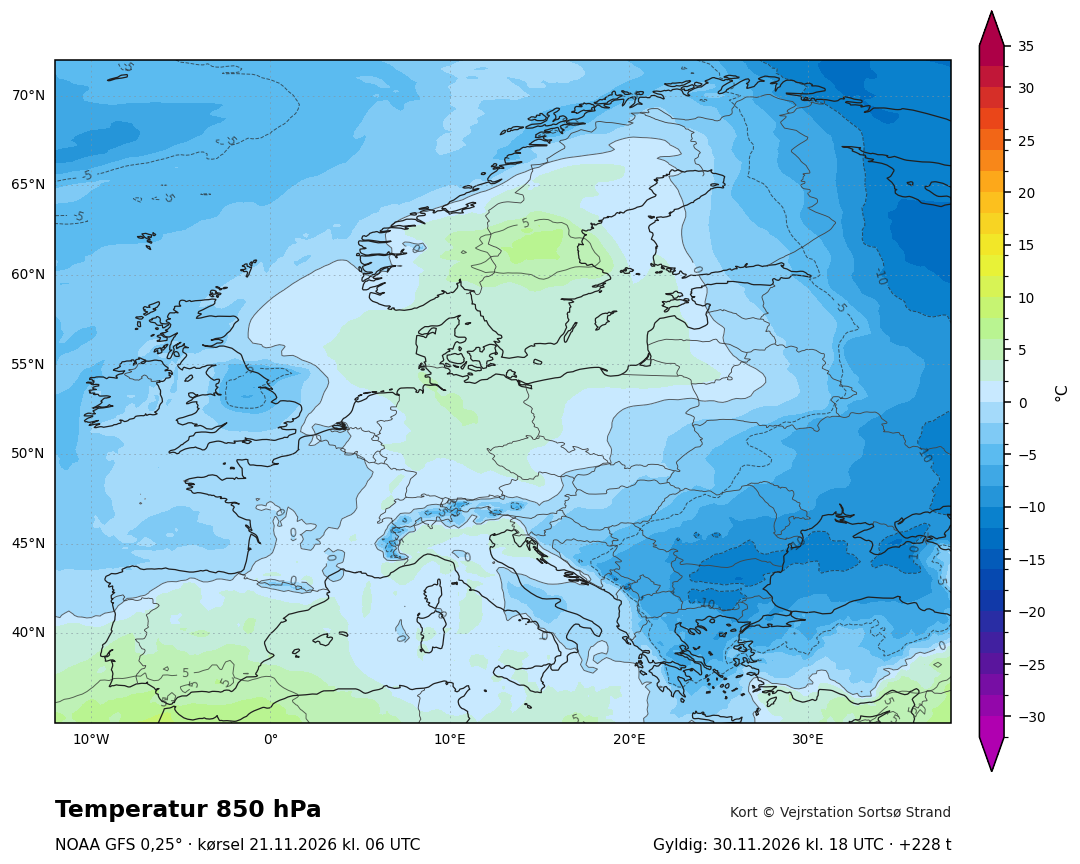 70°N
65°N
60°N
55°N
50°N
45°N
40°N
10°W
0°
10°E
20°E
30°E
35
30
25
20
15
10
5
0
−5
−10
−15
−20
−25
−30
°C
Temperatur 850 hPa
Kort © Vejrstation Sortsø Strand
NOAA GFS 0,25° · kørsel 21.11.2026 kl. 06 UTC
Gyldig: 30.11.2026 kl. 18 UTC · +228 t